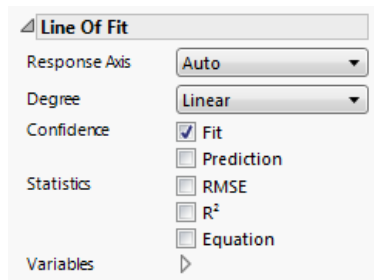 Line Of Fit
Response Axis Auto
Degree Linear
Confidence Fit
Prediction
Statistics RMSE
R²
Equation
Variables